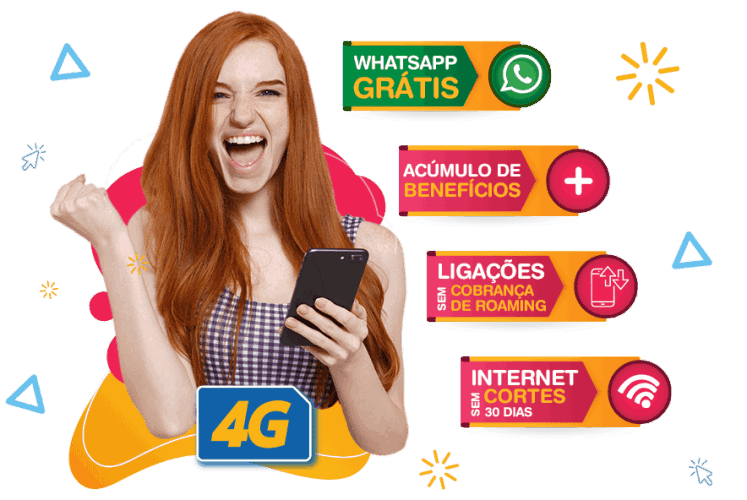 WHATSAPP
GRÁTIS
ACÚMULO DE
BENEFÍCIOS
LIGAÇÕES
SEM COBRANÇA
DE ROAMING
INTERNET
SEM CORTES
30 DIAS
4G